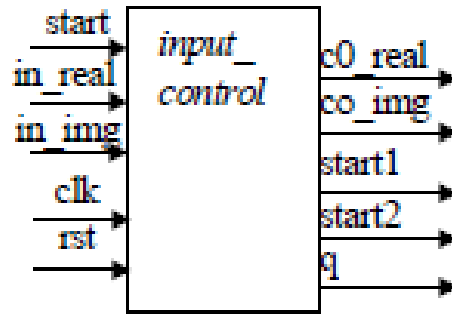 start
in_real
in_img
clk
rst
input_
control
c0_real
co_img
start1
start2
q